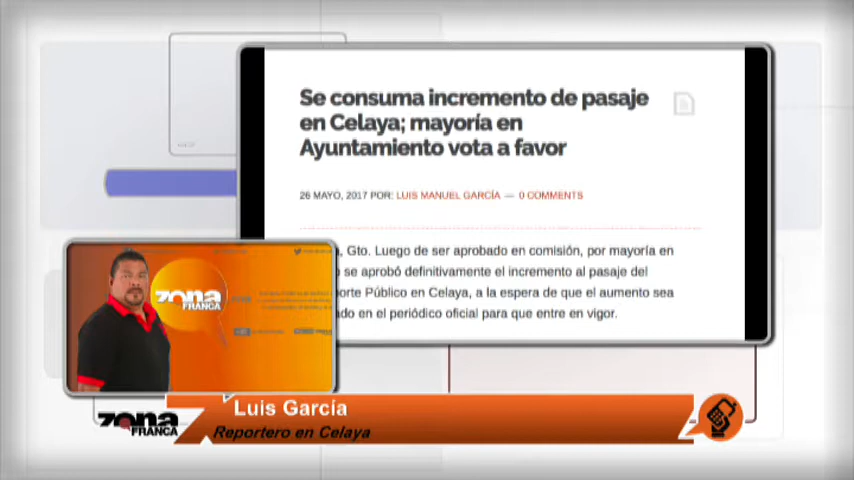 Se consuma incremento de pasaje
en Celaya; mayoría en
Ayuntamiento vota a favor
26 MAYO, 2017 POR: LUIS MANUEL GARCÍA — 0 COMMENTS
, Gto. Luego de ser aprobado en comisión, por mayoría en
se aprobó definitivamente el incremento al pasaje del
orte Público en Celaya, a la espera de que el aumento sea
ado en el periódico oficial para que entre en vigor.
zona
FRANCA
Luis García
Reportero en Celaya
zona
FRANCA